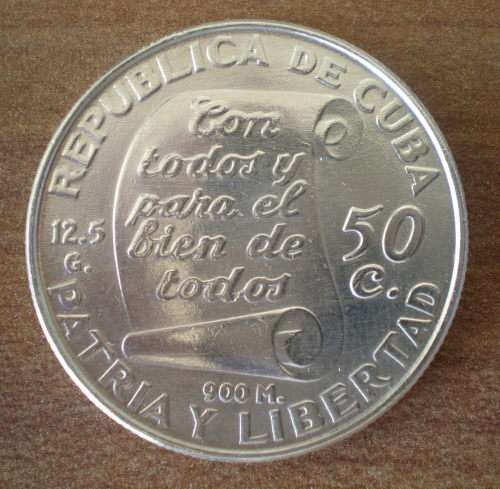 REPUBLICA DE CUBA
Con
todos y
para el
bien de
todos
12.5
G.
50
C.
900 M.
PATRIA Y LIBERTAD